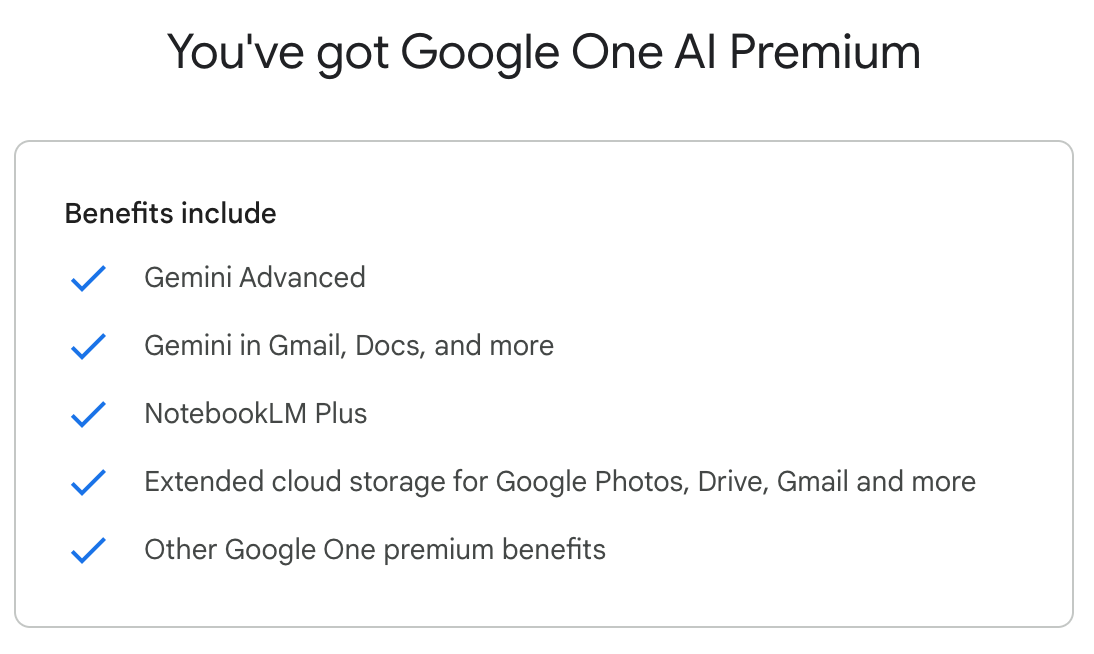 You've got Google One AI Premium
Benefits include
Gemini Advanced
Gemini in Gmail, Docs, and more
NotebookLM Plus
Extended cloud storage for Google Photos, Drive, Gmail and more
Other Google One premium benefits